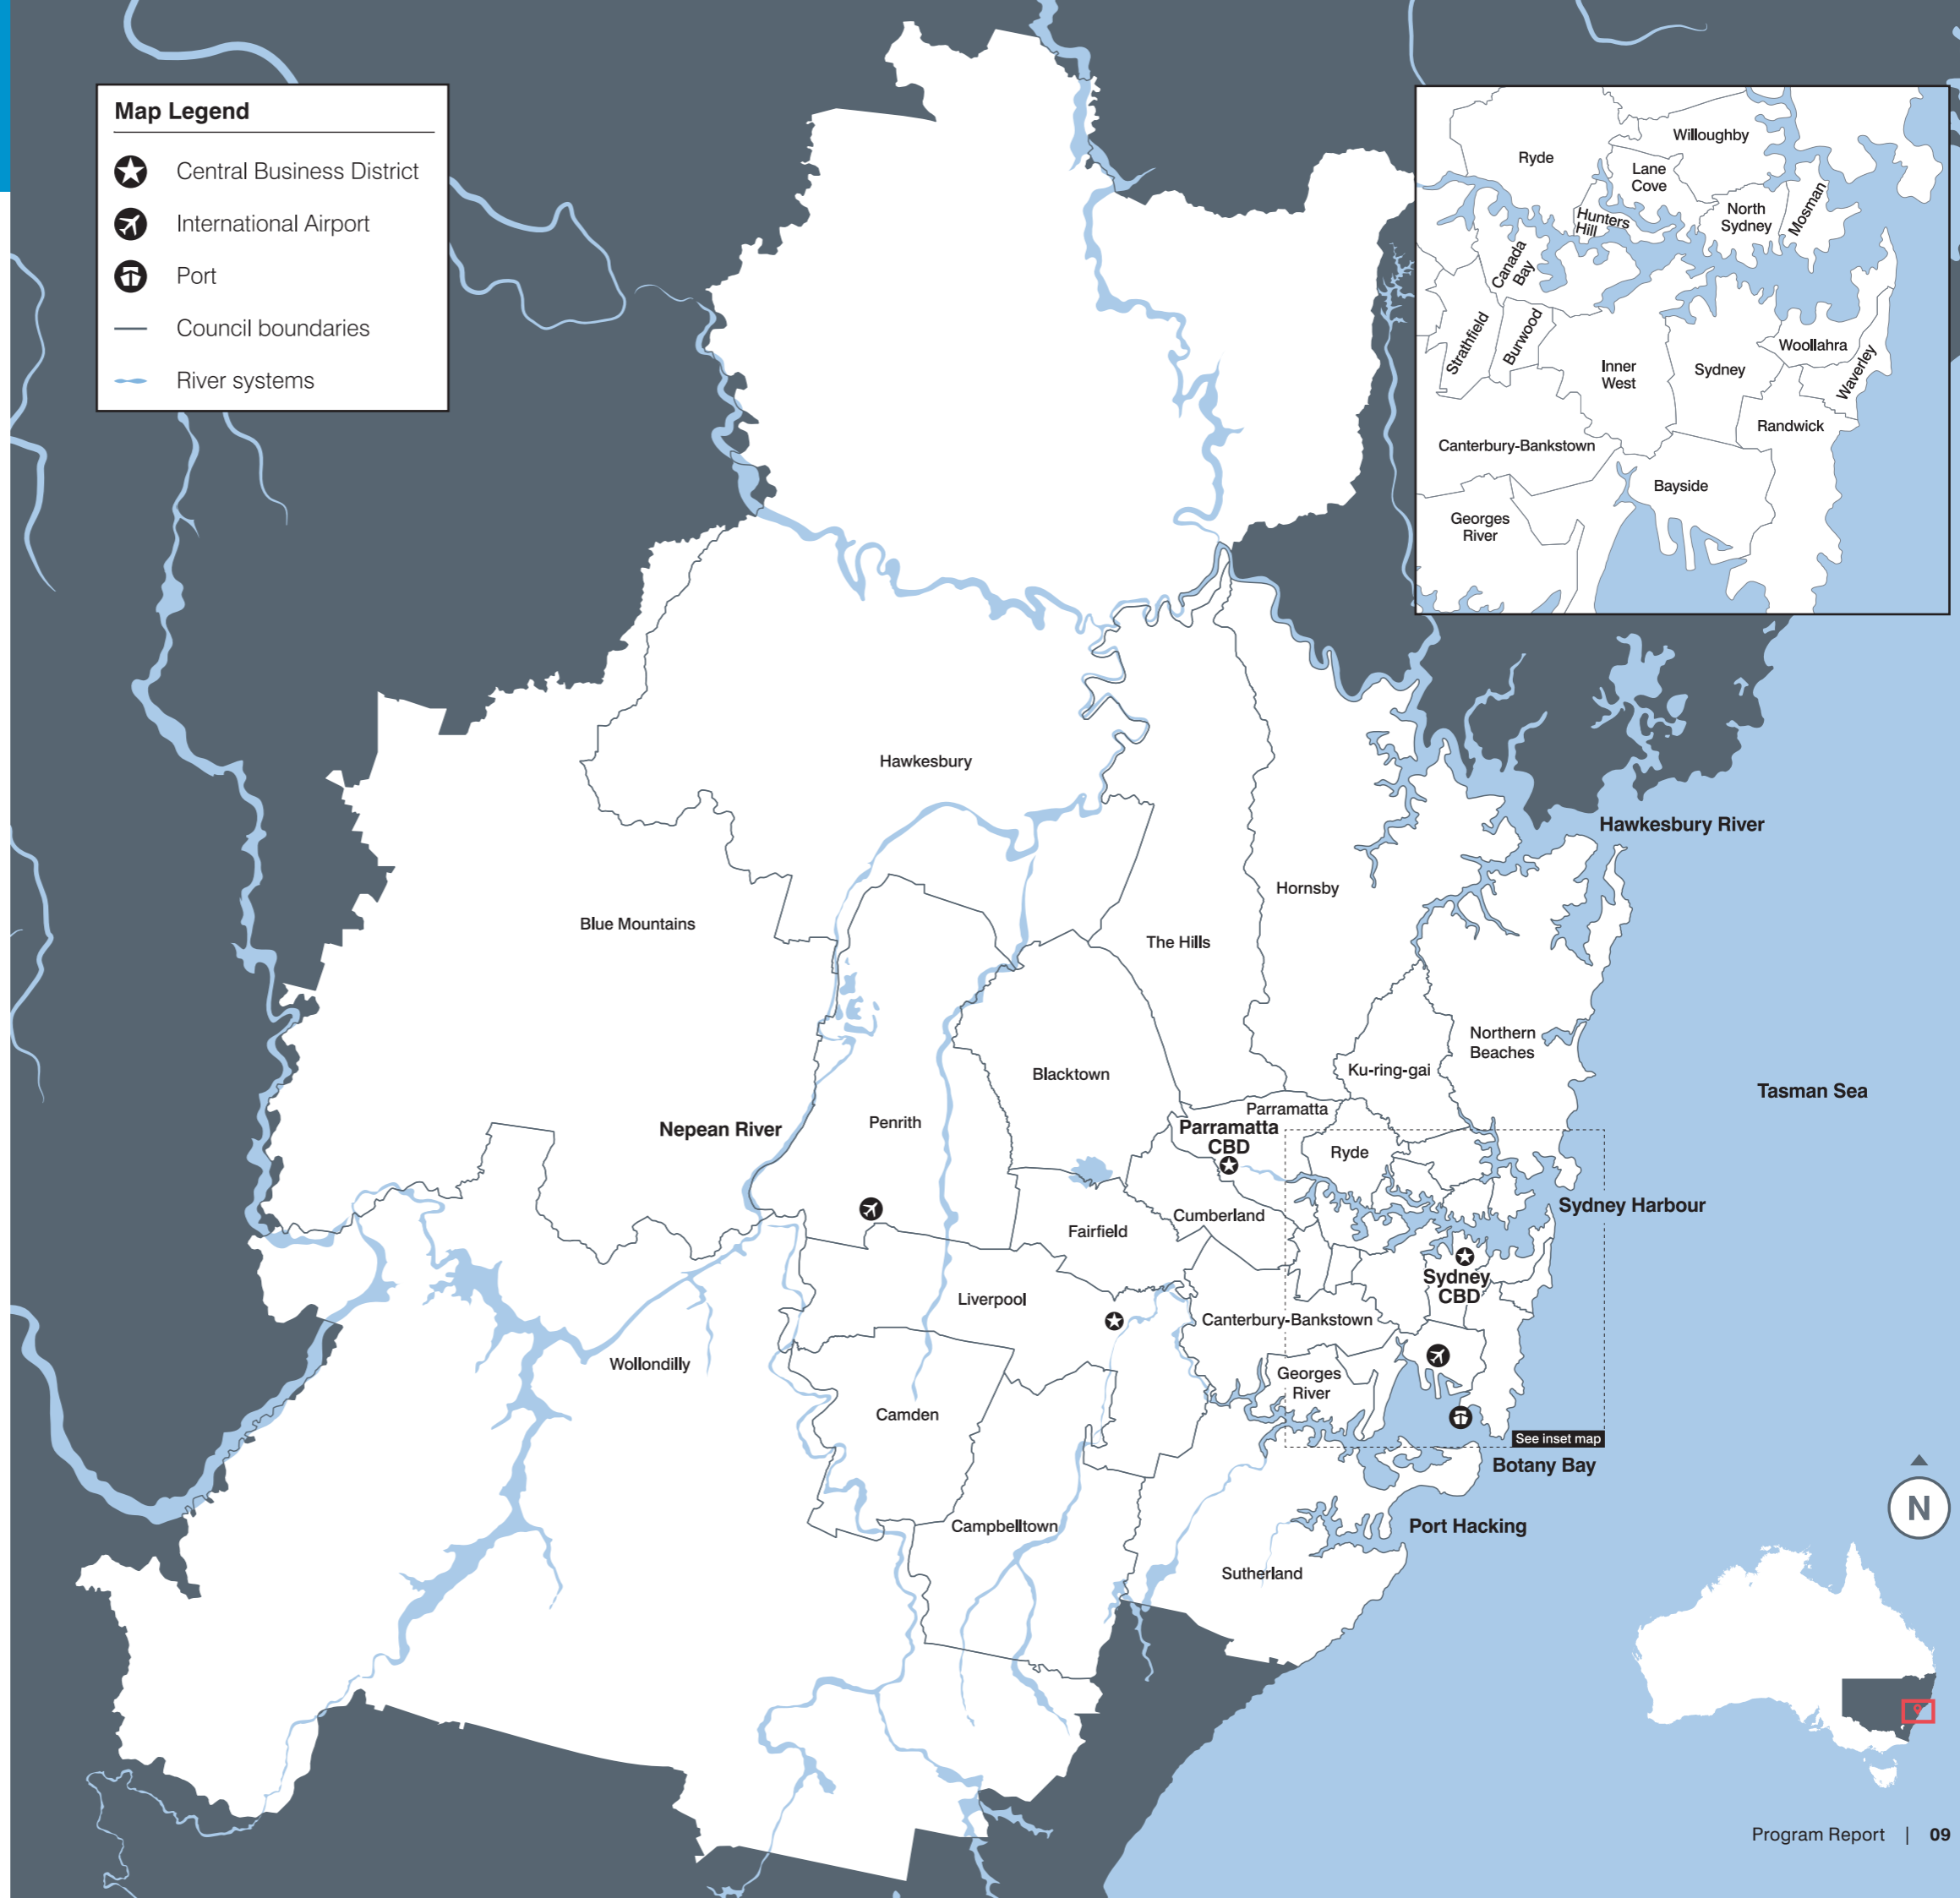 Map Legend
Central Business District
International Airport
Port
Council boundaries
River systems
Willoughby
Ryde
Lane
Cove
North
Sydney
Mosman
Hunters
Hill
Canada
Bay
Strathfield
Burwood
Inner
West
Sydney
Woollahra
Waverley
Randwick
Canterbury-Bankstown
Bayside
Georges
River
Hawkesbury
Hawkesbury River
Hornsby
Blue Mountains
The Hills
Northern
Beaches
Ku-ring-gai
Blacktown
Tasman Sea
Parramatta
Penrith
Nepean River
Parramatta
CBD
Ryde
Sydney Harbour
Cumberland
Fairfield
Sydney
CBD
Liverpool
Canterbury-Bankstown
Wollondilly
Georges
River
Camden
See inset map
Botany Bay
N
Campbelltown
Port Hacking
Sutherland
Program Report | 09